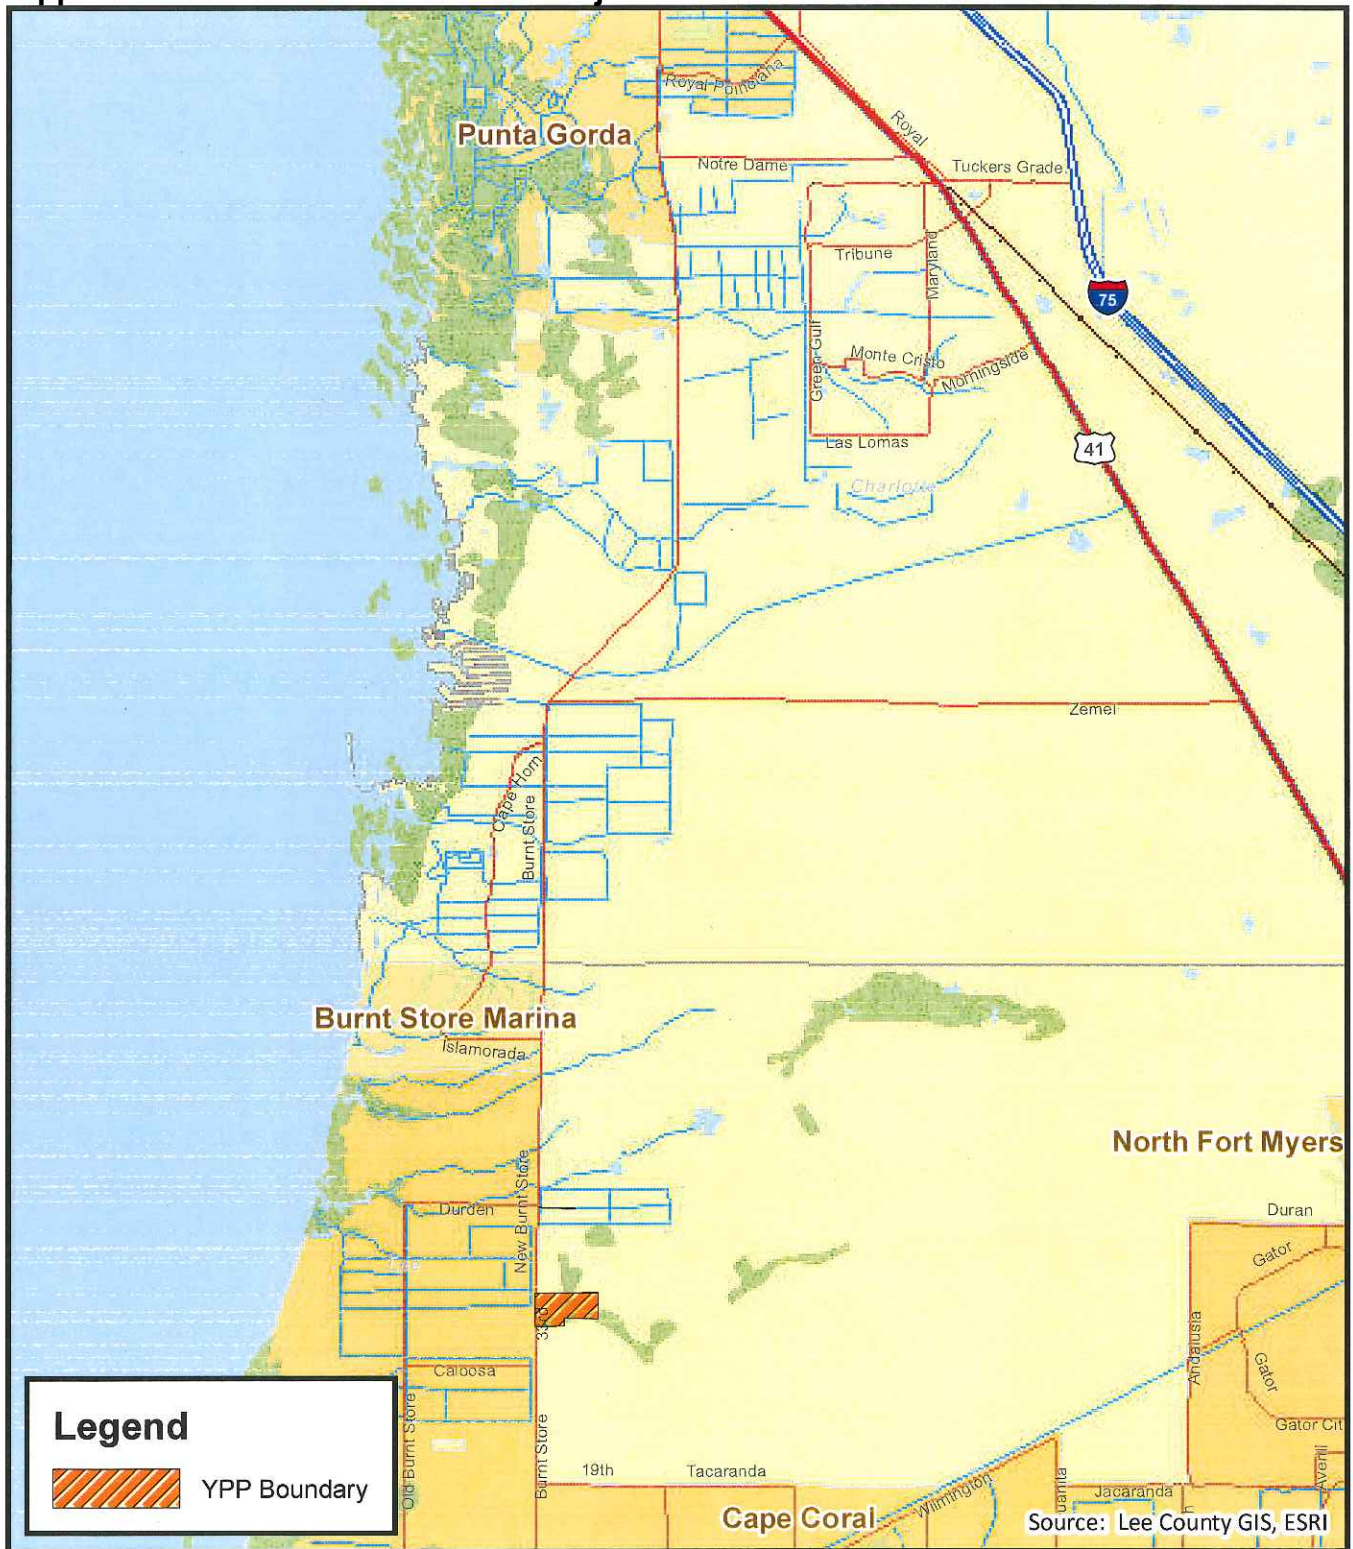 Royal Poinciana
Royal
Punta Gorda
Notre Dame
Tuckers Grade
Tribune
Maryland
75
Green Gulf
Monte Cristo
Morningside
Las Lomas
41
Charlotte
Zemel
Cape Horn
Burnt Store
Burnt Store Marina
Islamorada
North Fort Myers
New Burnt Store
Durden
Duran
Gator
Lee
33rd
Andalusia
Gator
Caloosa
Gator Cir
Old Burnt Store
Burnt Store
19th
Tacaranda
Averill
Wilmington
Jacaranda
Cape Coral
Legend
YPP Boundary
Source: Lee County GIS, ESRI